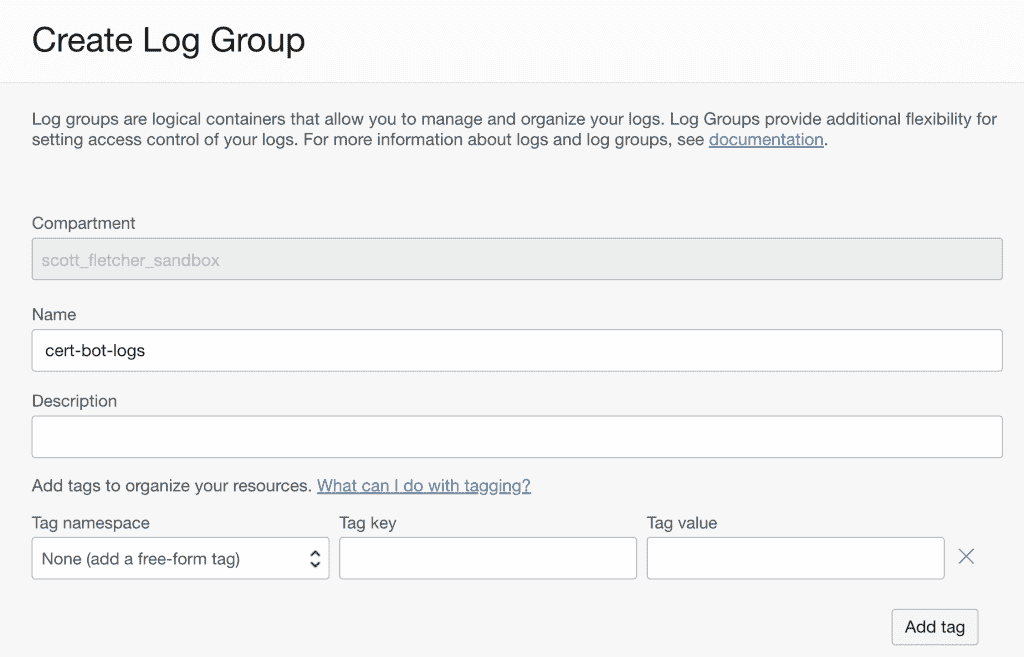 Create Log Group
Log groups are logical containers that allow you to manage and organize your logs. Log Groups provide additional flexibility for
setting access control of your logs. For more information about logs and log groups, see documentation.
Compartment
scott_fletcher_sandbox
Name
cert-bot-logs
Description
Add tags to organize your resources. What can I do with tagging?
Tag namespace Tag key Tag value
None (add a free-form tag)
Add tag